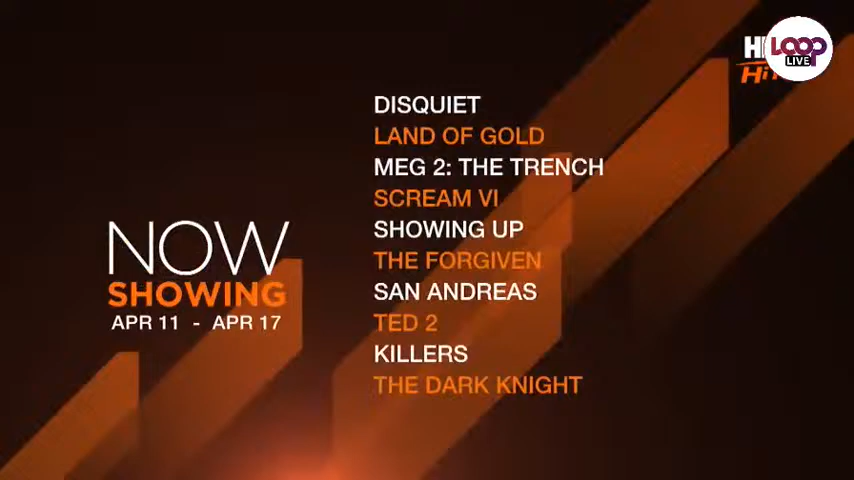 LOOP
LIVE
DISQUIET
LAND OF GOLD
MEG 2: THE TRENCH
SCREAM VI
SHOWING UP
THE FORGIVEN
SAN ANDREAS
TED 2
KILLERS
THE DARK KNIGHT
NOW
SHOWING
APR 11 - APR 17